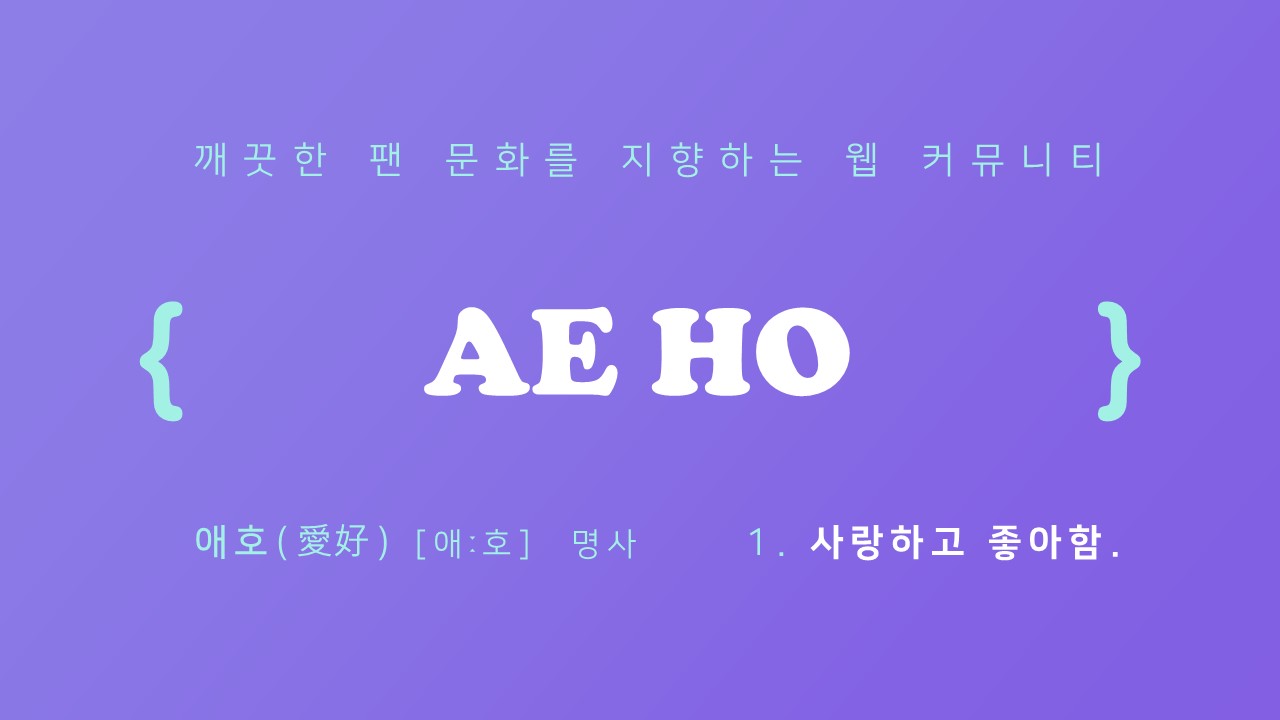 깨끗한 팬 문화를 지향하는 웹 커뮤니티
{ AE HO }
애호(愛好) [애ː호] 명사 1. 사랑하고 좋아함.